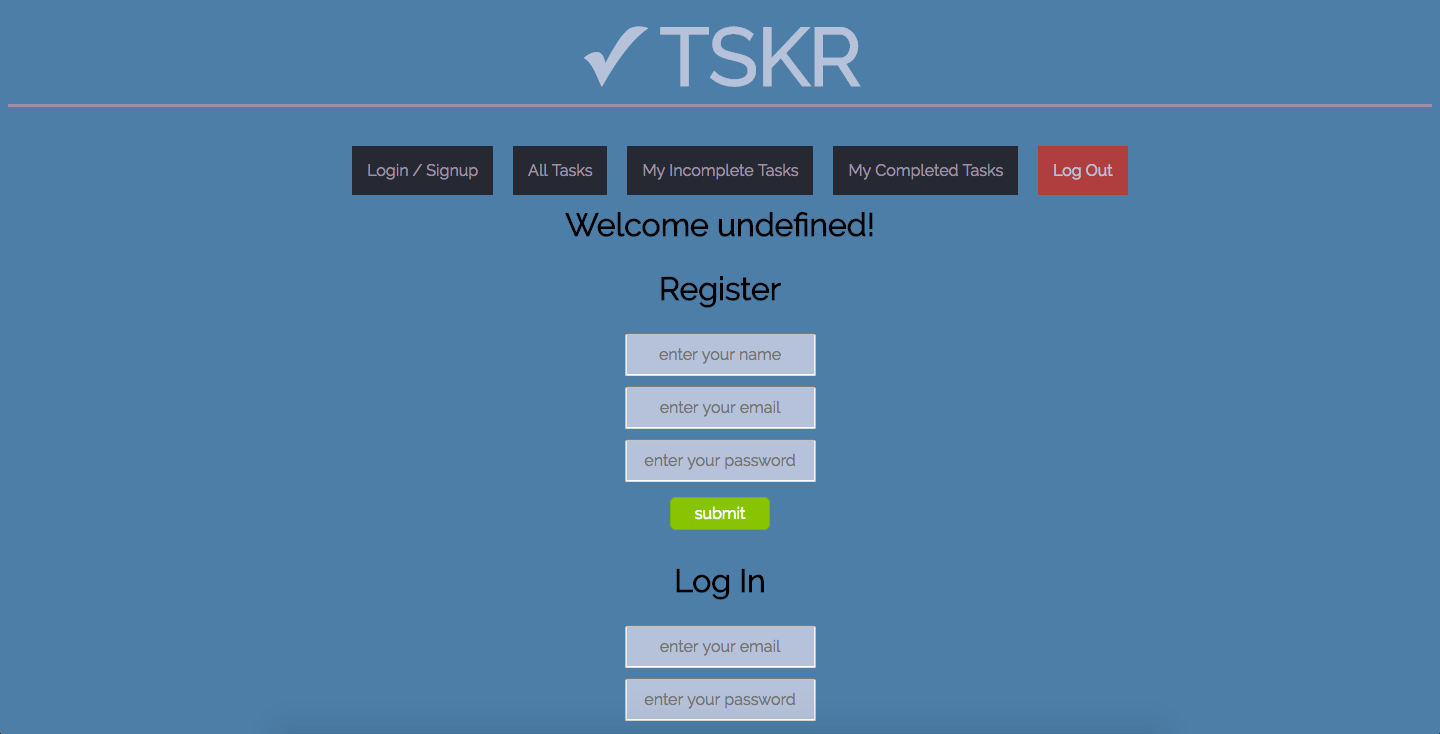 ✔ TSKR
Login / Signup All Tasks My Incomplete Tasks My Completed Tasks Log Out
Welcome undefined!
Register
enter your name
enter your email
enter your password
submit
Log In
enter your email
enter your password